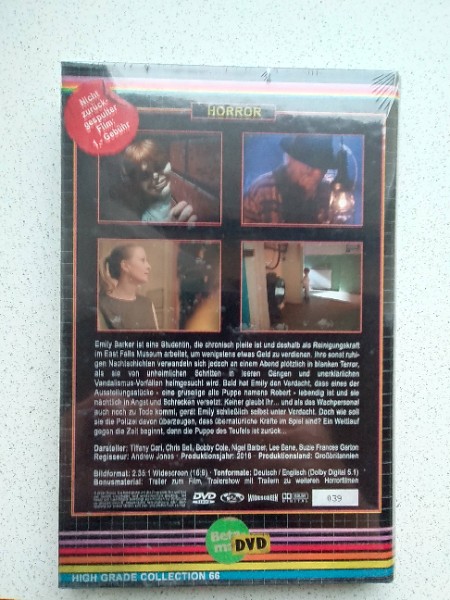 Nicht
zurück-
gespulter
Film:
1,- Gebühr
HORROR
Emily Barker ist eine Studentin, die chronisch pleite ist und deshalb als Reinigungskraft
im East Falls Museum arbeitet, um wenigstens etwas Geld zu verdienen. Ihre sonst ruhi-
gen Nachtschichten verwandeln sich jedoch an einem Abend plötzlich in blanken Terror,
als sie von unheimlichen Schritten in leeren Gängen und unerklärlichen
Vandalismus-Vorfällen heimgesucht wird. Bald hat Emily den Verdacht, dass eines der
Ausstellungsstücke - eine gruselige alte Puppe namens Robert - lebendig ist und sie
nächtlich in Angst und Schrecken versetzt. Keiner glaubt ihr... und als das Wachpersonal
auch noch zu Tode kommt, gerät Emily schließlich selbst unter Verdacht. Doch wie soll
sie die Polizei davon überzeugen, dass übernatürliche Kräfte im Spiel sind? Ein Wettlauf
gegen die Zeit beginnt, denn die Puppe des Teufels ist zurück...
Darsteller: Tiffany Ceri, Chris Bell, Bobby Cole, Nigel Barber, Lee Bane, Suzie Frances Garton
Regisseur: Andrew Jones · Produktionsjahr: 2016 · Produktionsland: Großbritannien
Bildformat: 2.35:1 Widescreen (16:9) · Tonformate: Deutsch / Englisch (Dolby Digital 5.1)
Bonusmaterial: Trailer zum Film, Trailershow mit Trailern zu weiteren Horrorfilmen
DVD
WIDESCREEN
039
DVD
HIGH GRADE COLLECTION 66